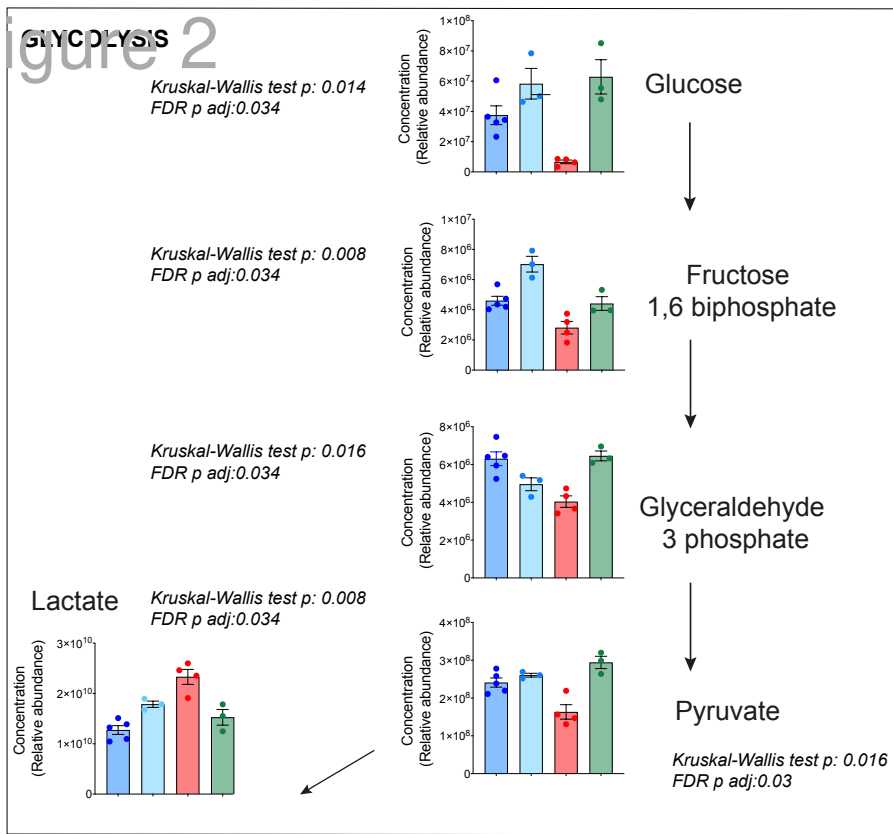 igure 2
GLYCOLYSIS
Kruskal-Wallis test p: 0.014
FDR p adj:0.034
Concentration
(Relative abundance)
1×10⁸
8×10⁷
6×10⁷
4×10⁷
2×10⁷
0
Glucose
Kruskal-Wallis test p: 0.008
FDR p adj:0.034
Concentration
(Relative abundance)
1×10⁷
8×10⁶
6×10⁶
4×10⁶
2×10⁶
0
Fructose
1,6 biphosphate
Kruskal-Wallis test p: 0.016
FDR p adj:0.034
Concentration
(Relative abundance)
8×10⁶
6×10⁶
4×10⁶
2×10⁶
0
Glyceraldehyde
3 phosphate
Lactate
Kruskal-Wallis test p: 0.008
FDR p adj:0.034
Concentration
(Relative abundance)
3×10¹⁰
2×10¹⁰
1×10¹⁰
0
Concentration
(Relative abundance)
4×10⁸
3×10⁸
2×10⁸
1×10⁸
0
Pyruvate
Kruskal-Wallis test p: 0.016
FDR p adj:0.03